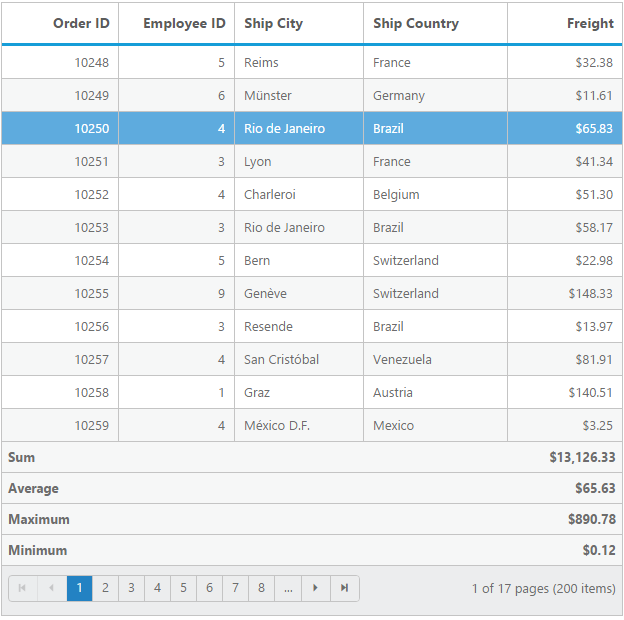 Order ID Employee ID Ship City Ship Country Freight
10248 5 Reims France $32.38
10249 6 Münster Germany $11.61
10250 4 Rio de Janeiro Brazil $65.83
10251 3 Lyon France $41.34
10252 4 Charleroi Belgium $51.30
10253 3 Rio de Janeiro Brazil $58.17
10254 5 Bern Switzerland $22.98
10255 9 Genève Switzerland $148.33
10256 3 Resende Brazil $13.97
10257 4 San Cristóbal Venezuela $81.91
10258 1 Graz Austria $140.51
10259 4 México D.F. Mexico $3.25
Sum $13,126.33
Average $65.63
Maximum $890.78
Minimum $0.12
1 2 3 4 5 6 7 8 ... 1 of 17 pages (200 items)